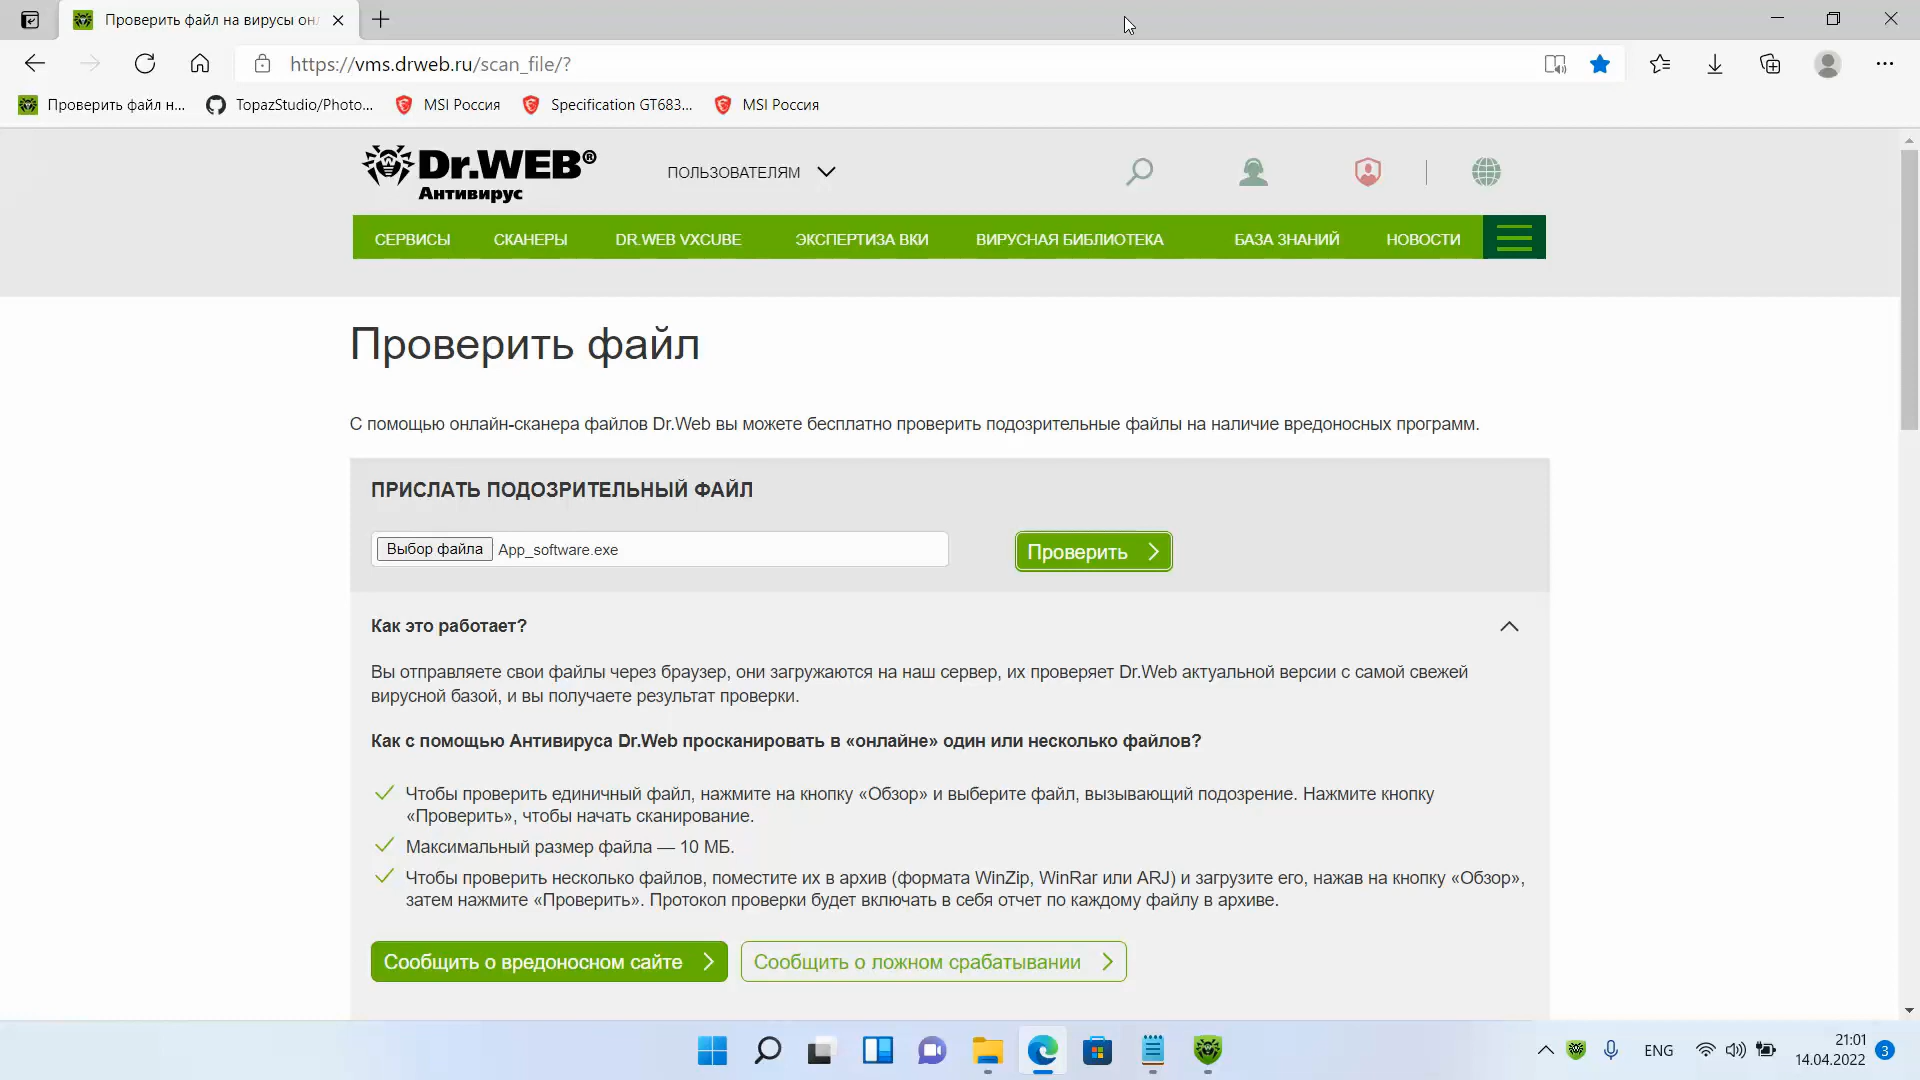 Проверить файл на вирусы он
https://vms.drweb.ru/scan_file/?
Проверить файл н...
TopazStudio/Photo...
MSI Россия
Specification GT683...
MSI Россия
Dr.WEB®
Антивирус
ПОЛЬЗОВАТЕЛЯМ
СЕРВИСЫ
СКАНЕРЫ
DR.WEB VXCUBE
ЭКСПЕРТИЗА ВКИ
ВИРУСНАЯ БИБЛИОТЕКА
БАЗА ЗНАНИЙ
НОВОСТИ
Проверить файл
С помощью онлайн-сканера файлов Dr.Web вы можете бесплатно проверить подозрительные файлы на наличие вредоносных программ.
ПРИСЛАТЬ ПОДОЗРИТЕЛЬНЫЙ ФАЙЛ
Выбор файла App_software.exe
Проверить
Как это работает?
Вы отправляете свои файлы через браузер, они загружаются на наш сервер, их проверяет Dr.Web актуальной версии с самой свежей
вирусной базой, и вы получаете результат проверки.
Как с помощью Антивируса Dr.Web просканировать в «онлайне» один или несколько файлов?
Чтобы проверить единичный файл, нажмите на кнопку «Обзор» и выберите файл, вызывающий подозрение. Нажмите кнопку
«Проверить», чтобы начать сканирование.
Максимальный размер файла — 10 МБ.
Чтобы проверить несколько файлов, поместите их в архив (формата WinZip, WinRar или ARJ) и загрузите его, нажав на кнопку «Обзор»,
затем нажмите «Проверить». Протокол проверки будет включать в себя отчет по каждому файлу в архиве.
Сообщить о вредоносном сайте
Сообщить о ложном срабатывании
ENG
21:01
14.04.2022
3